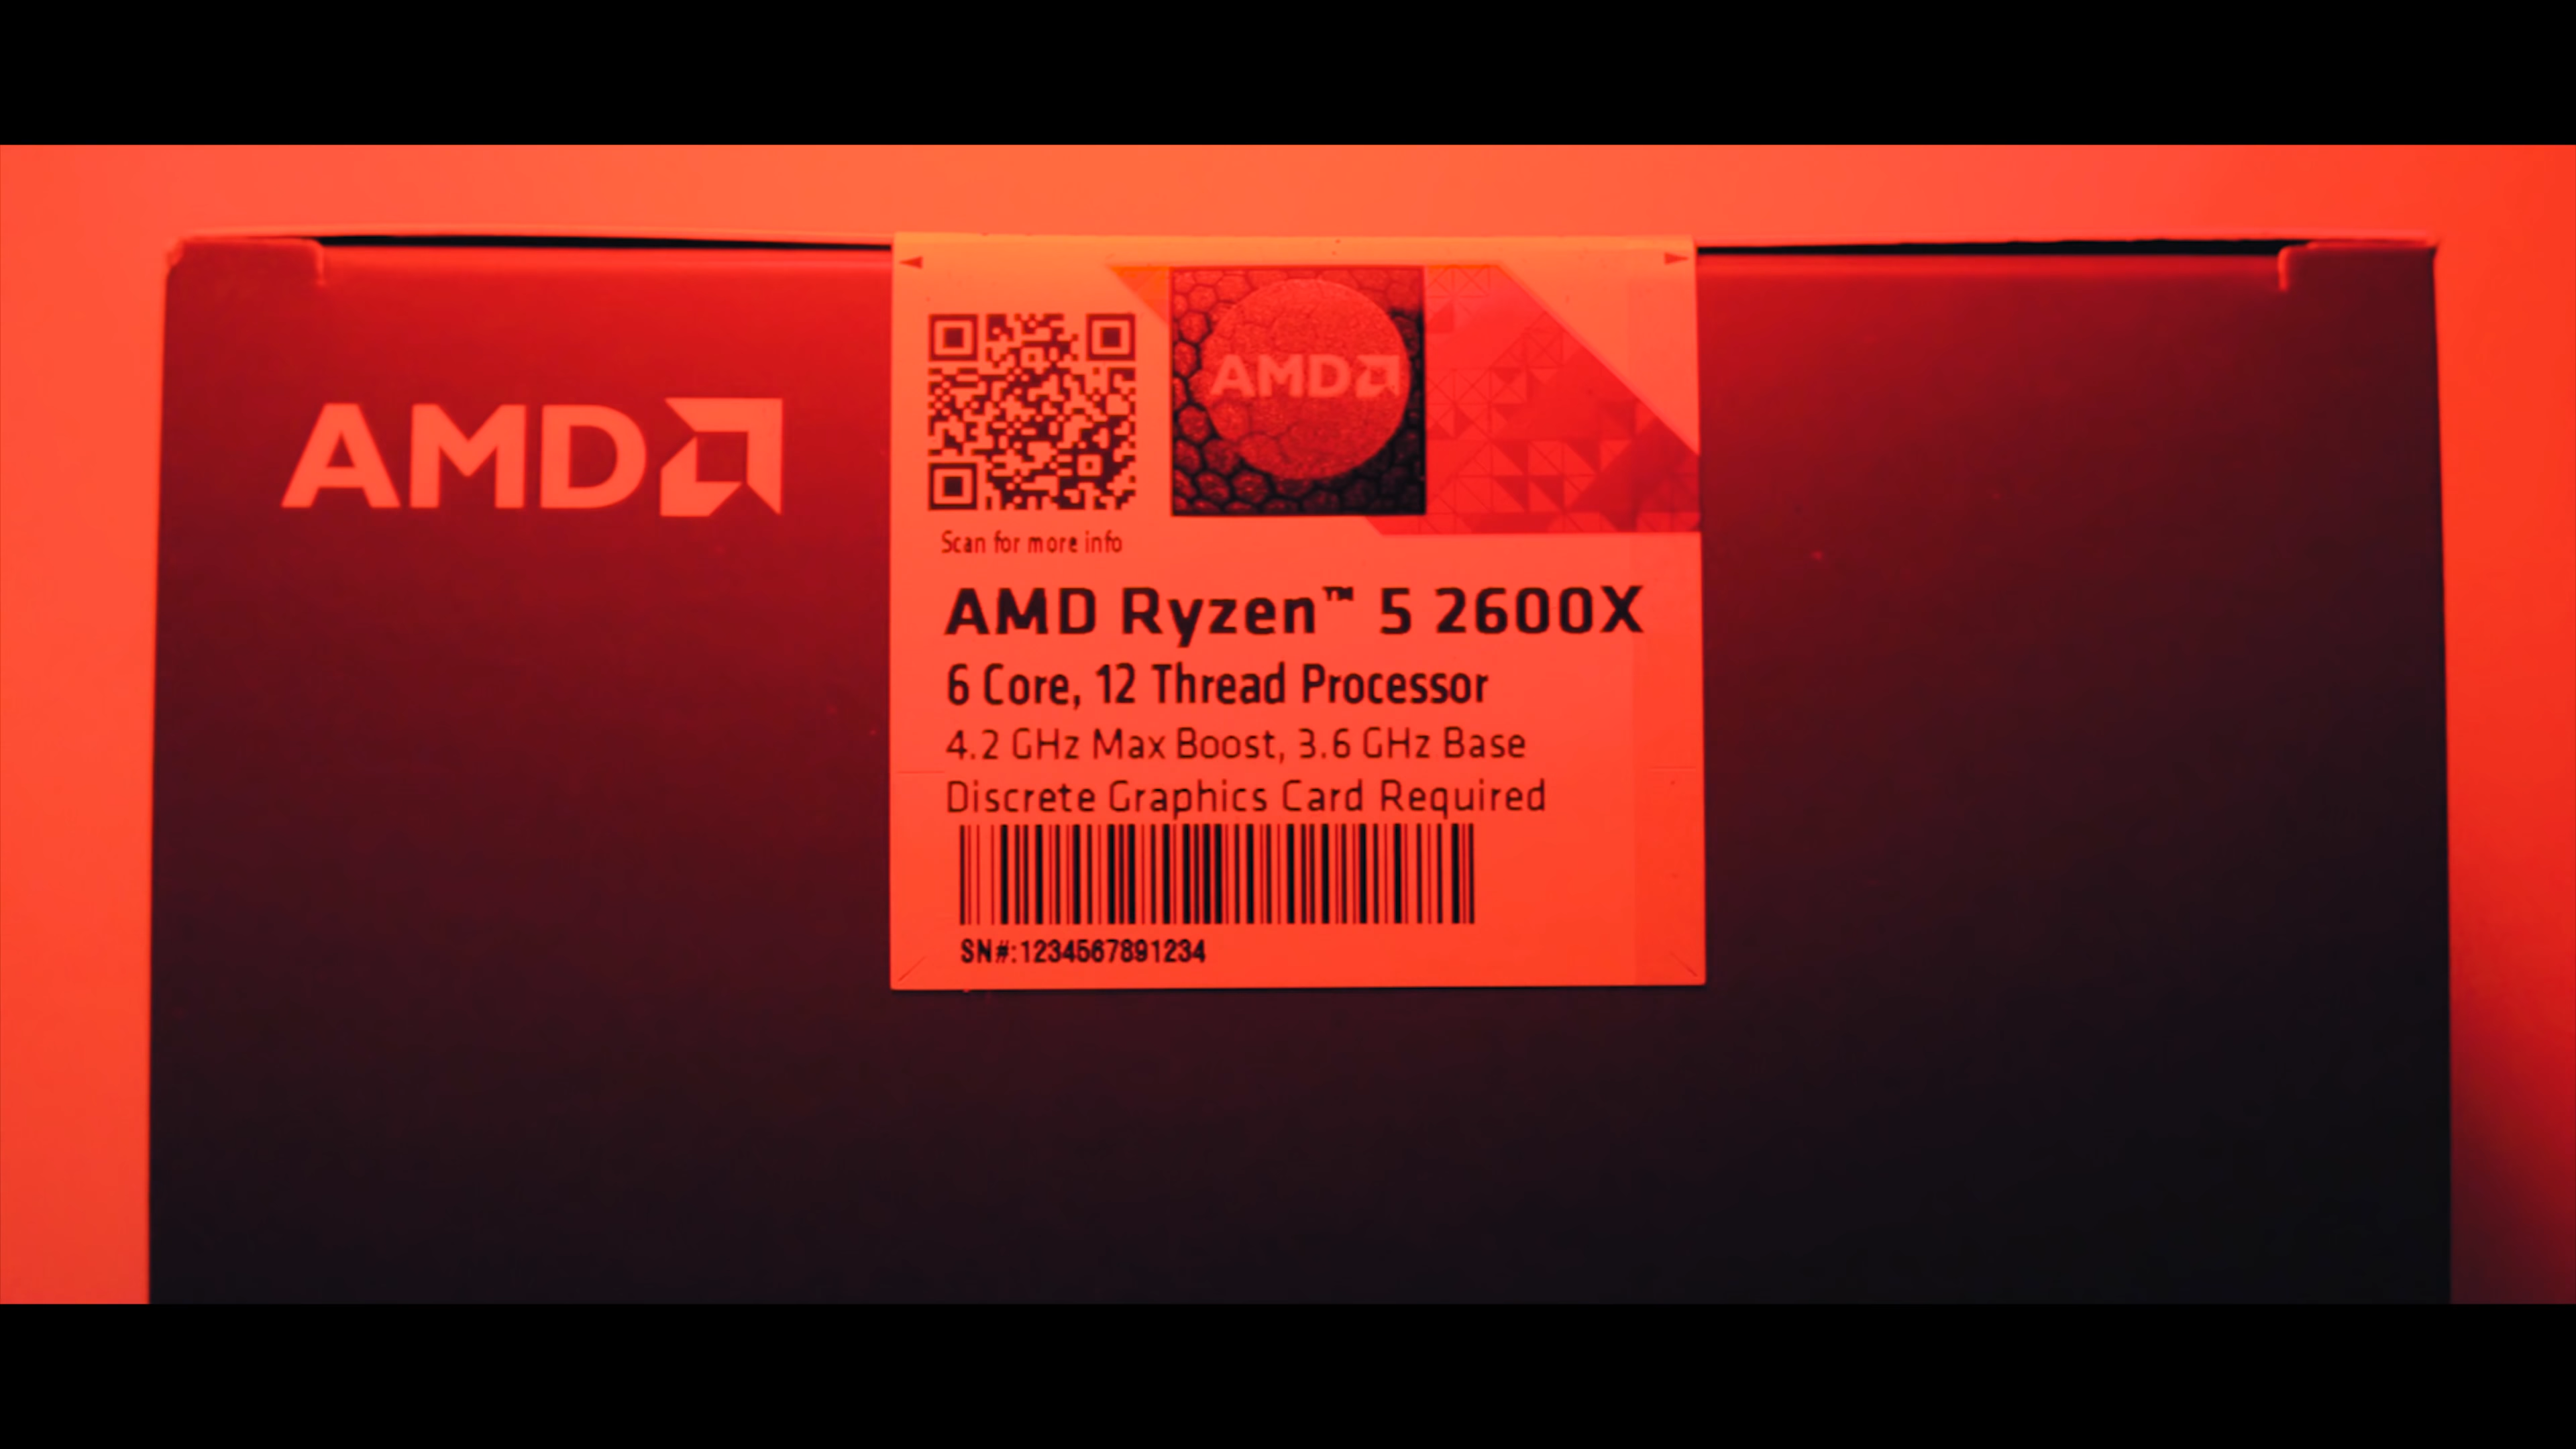 AMD
AMD
Scan for more info
AMD Ryzen™ 5 2600X
6 Core, 12 Thread Processor
4.2 GHz Max Boost, 3.6 GHz Base
Discrete Graphics Card Required
SN#:1234567891234